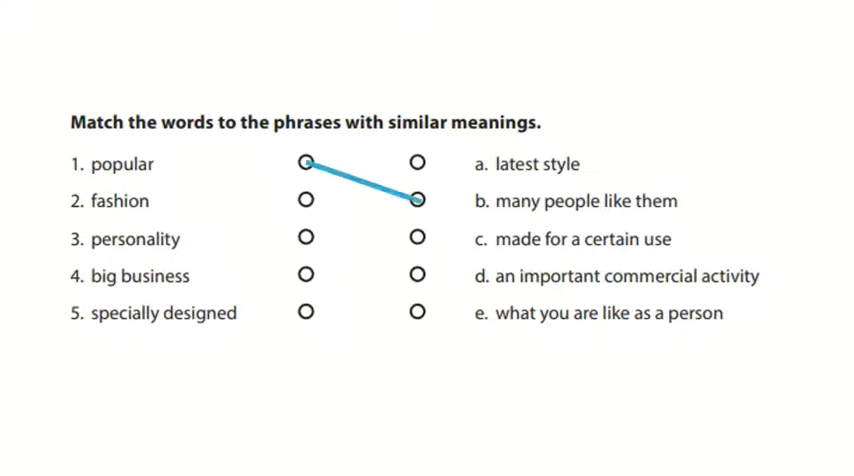 Match the words to the phrases with similar meanings.
1. popular a. latest style
2. fashion b. many people like them
3. personality c. made for a certain use
4. big business d. an important commercial activity
5. specially designed e. what you are like as a person